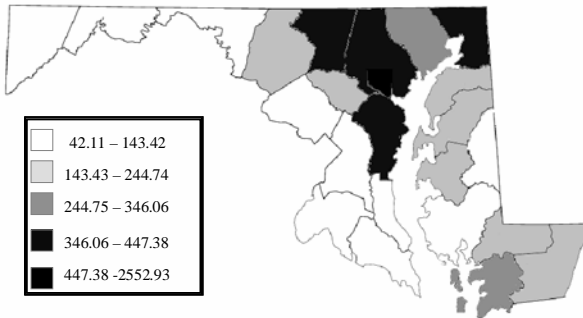 42.11 – 143.42
143.43 – 244.74
244.75 – 346.06
346.06 – 447.38
447.38 -2552.93